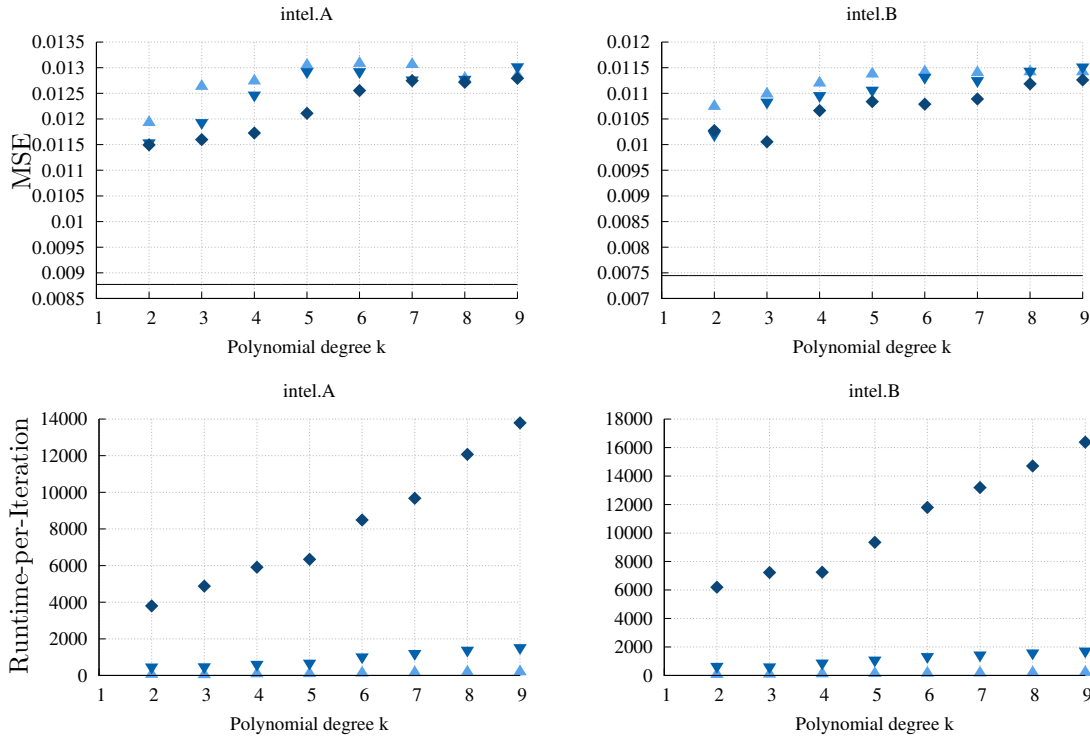 intel.A
0.0135
0.013
0.0125
0.012
0.0115
0.011
0.0105
0.01
0.0095
0.009
0.0085
MSE
1 2 3 4 5 6 7 8 9
Polynomial degree k
intel.B
0.012
0.0115
0.011
0.0105
0.01
0.0095
0.009
0.0085
0.008
0.0075
0.007
1 2 3 4 5 6 7 8 9
Polynomial degree k
intel.A
14000
12000
10000
8000
6000
4000
2000
0
Runtime-per-Iteration
1 2 3 4 5 6 7 8 9
Polynomial degree k
intel.B
18000
16000
14000
12000
10000
8000
6000
4000
2000
0
1 2 3 4 5 6 7 8 9
Polynomial degree k